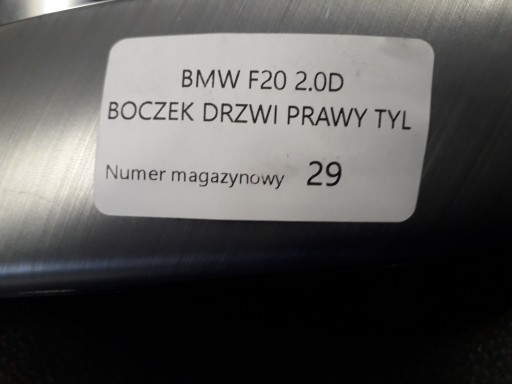 BMW F20 2.0D
BOCZEK DRZWI PRAWY TYL
Numer magazynowy 29